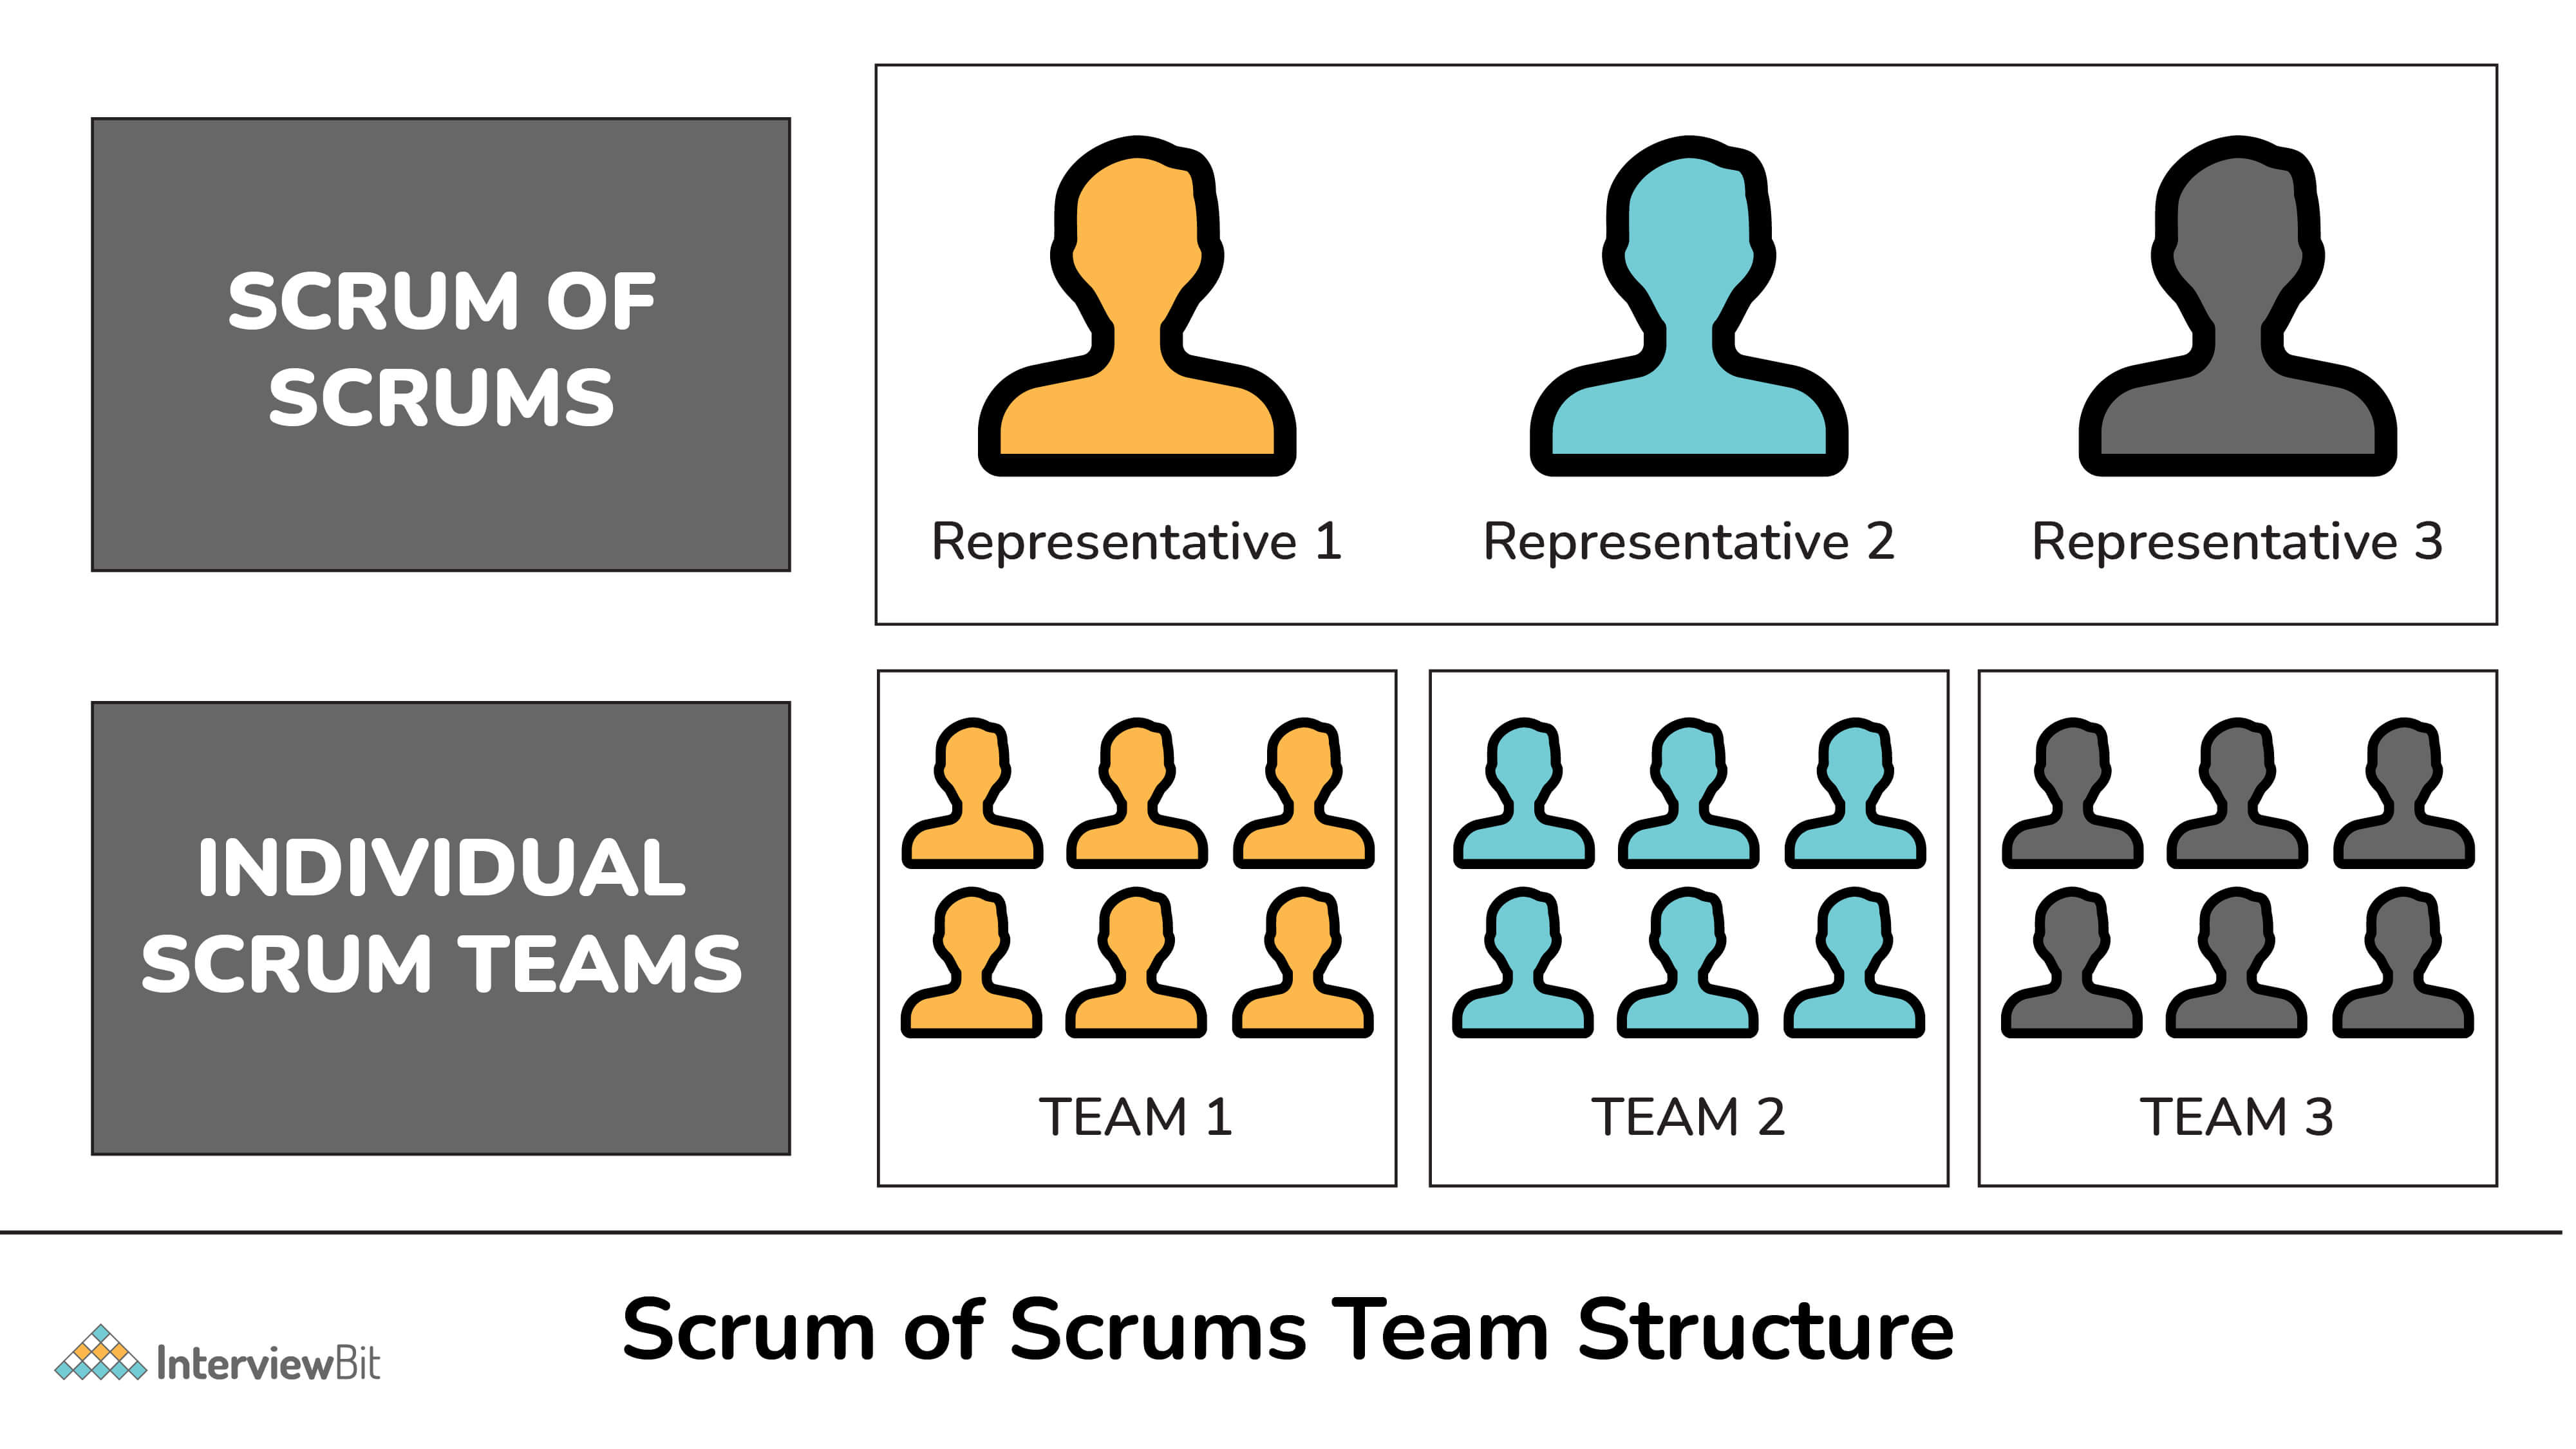 SCRUM OF
SCRUMS
Representative 1
Representative 2
Representative 3
INDIVIDUAL
SCRUM TEAMS
TEAM 1
TEAM 2
TEAM 3
InterviewBit
Scrum of Scrums Team Structure